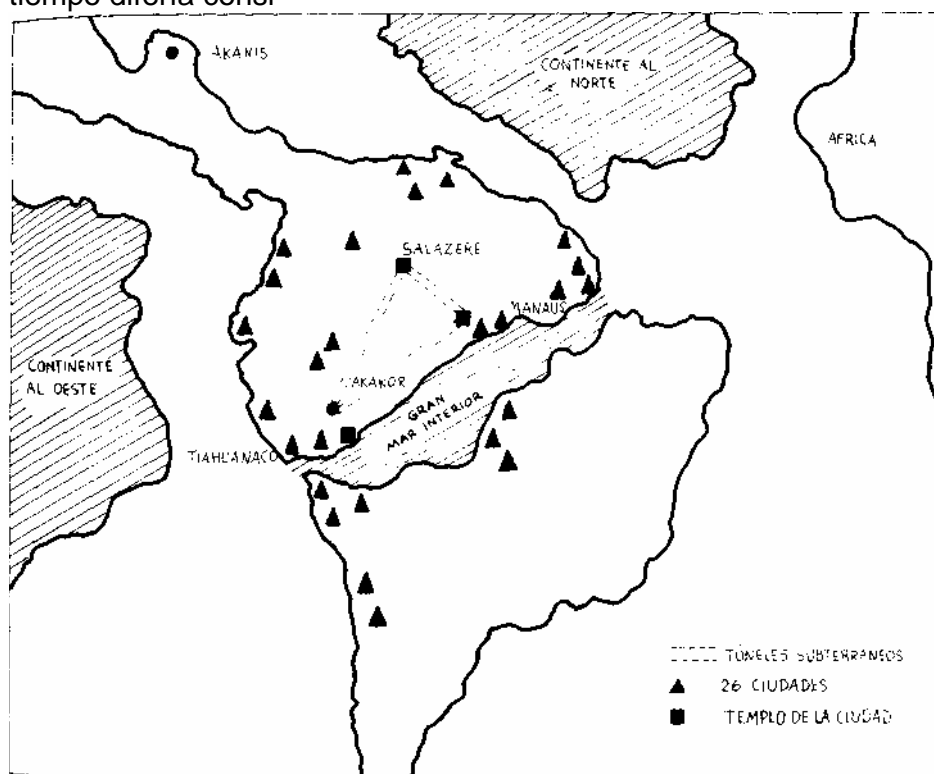 tiempo difería consi
AKANIS
CONTINENTE AL
NORTE
AFRICA
SALAZERE
MANAUS
CONTINENTE
AL OESTE
AKAKOR
GRAN
MAR INTERIOR
TIAHUANACO
TÚNELES SUBTERRÁNEOS
26 CIUDADES
TEMPLO DE LA CIUDAD